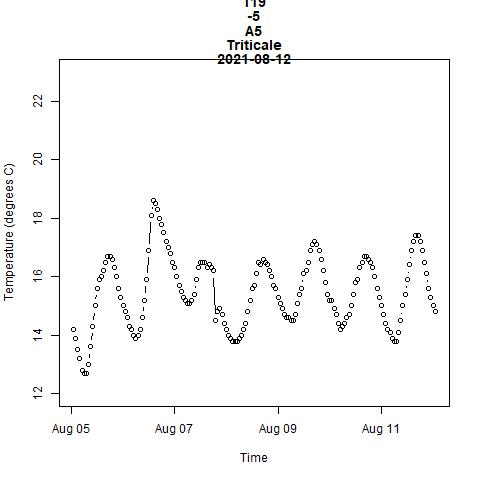 T19
-5
A5
Triticale
2021-08-12
Temperature (degrees C)
22
20
18
16
14
12
Aug 05 Aug 07 Aug 09 Aug 11
Time